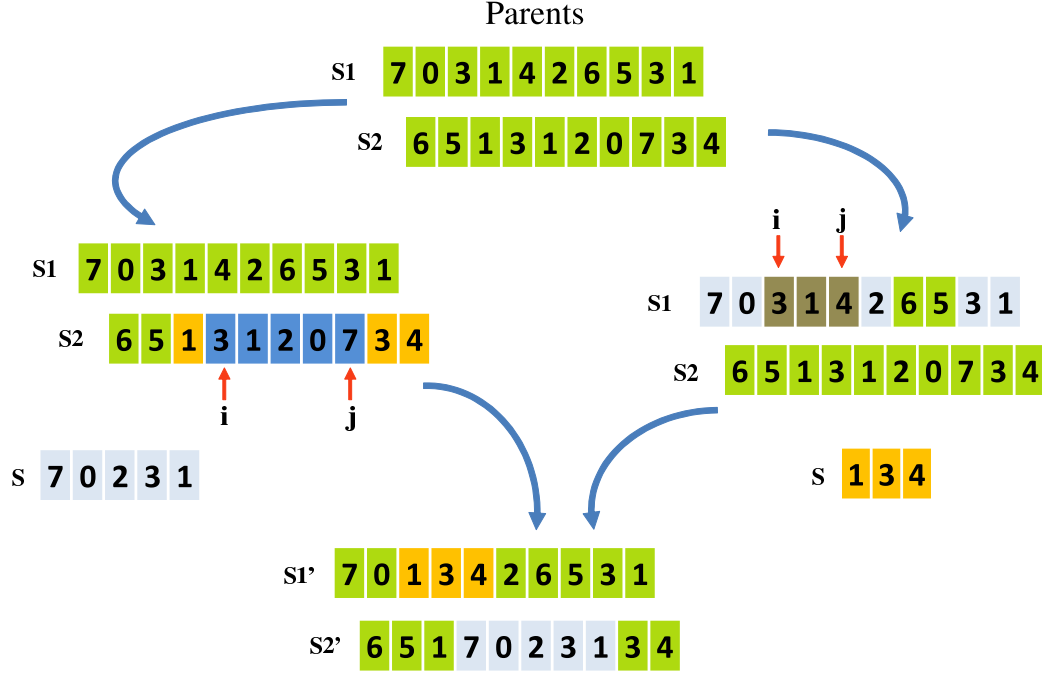 Parents
S1 7 0 3 1 4 2 6 5 3 1
S2 6 5 1 3 1 2 0 7 3 4
S1 7 0 3 1 4 2 6 5 3 1
S2 6 5 1 3 1 2 0 7 3 4
i j
S 7 0 2 3 1
i j
S1 7 0 3 1 4 2 6 5 3 1
S2 6 5 1 3 1 2 0 7 3 4
S 1 3 4
S1’ 7 0 1 3 4 2 6 5 3 1
S2’ 6 5 1 7 0 2 3 1 3 4